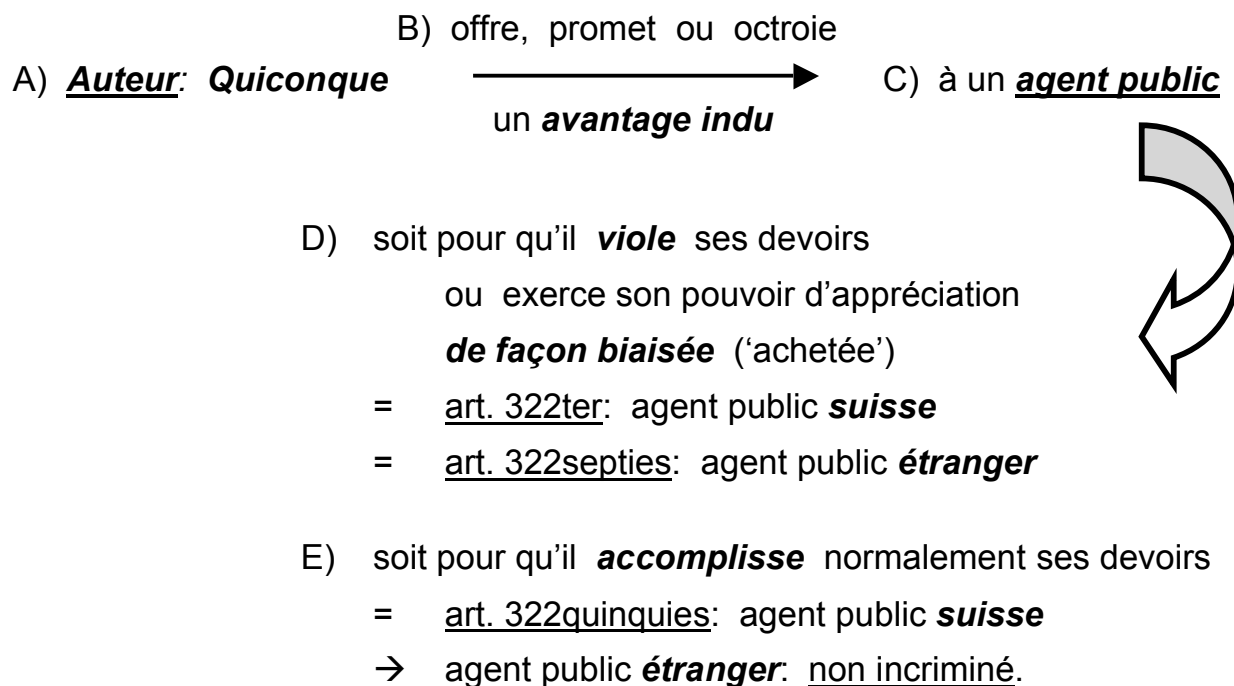 B) offre, promet ou octroie
A) Auteur: Quiconque
C) à un agent public
un avantage indu
D) soit pour qu’il viole ses devoirs
ou exerce son pouvoir d’appréciation
de façon biaisée (‘achetée’)
= art. 322ter: agent public suisse
= art. 322septies: agent public étranger
E) soit pour qu’il accomplisse normalement ses devoirs
= art. 322quinquies: agent public suisse
→ agent public étranger: non incriminé.